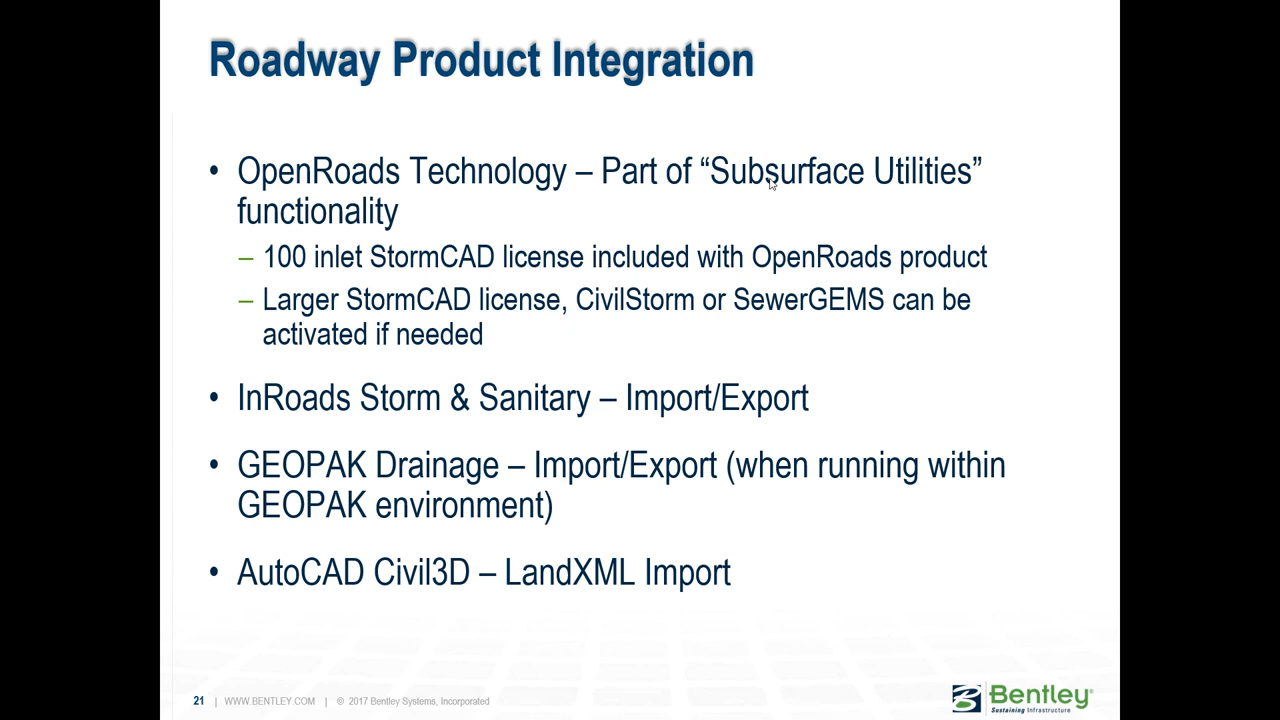 Roadway Product Integration
• OpenRoads Technology – Part of “Subsurface Utilities”
functionality
– 100 inlet StormCAD license included with OpenRoads product
– Larger StormCAD license, CivilStorm or SewerGEMS can be
activated if needed
• InRoads Storm & Sanitary – Import/Export
• GEOPAK Drainage – Import/Export (when running within
GEOPAK environment)
• AutoCAD Civil3D – LandXML Import
21 | WWW.BENTLEY.COM | © 2017 Bentley Systems, Incorporated
Bentley®
Sustaining Infrastructure